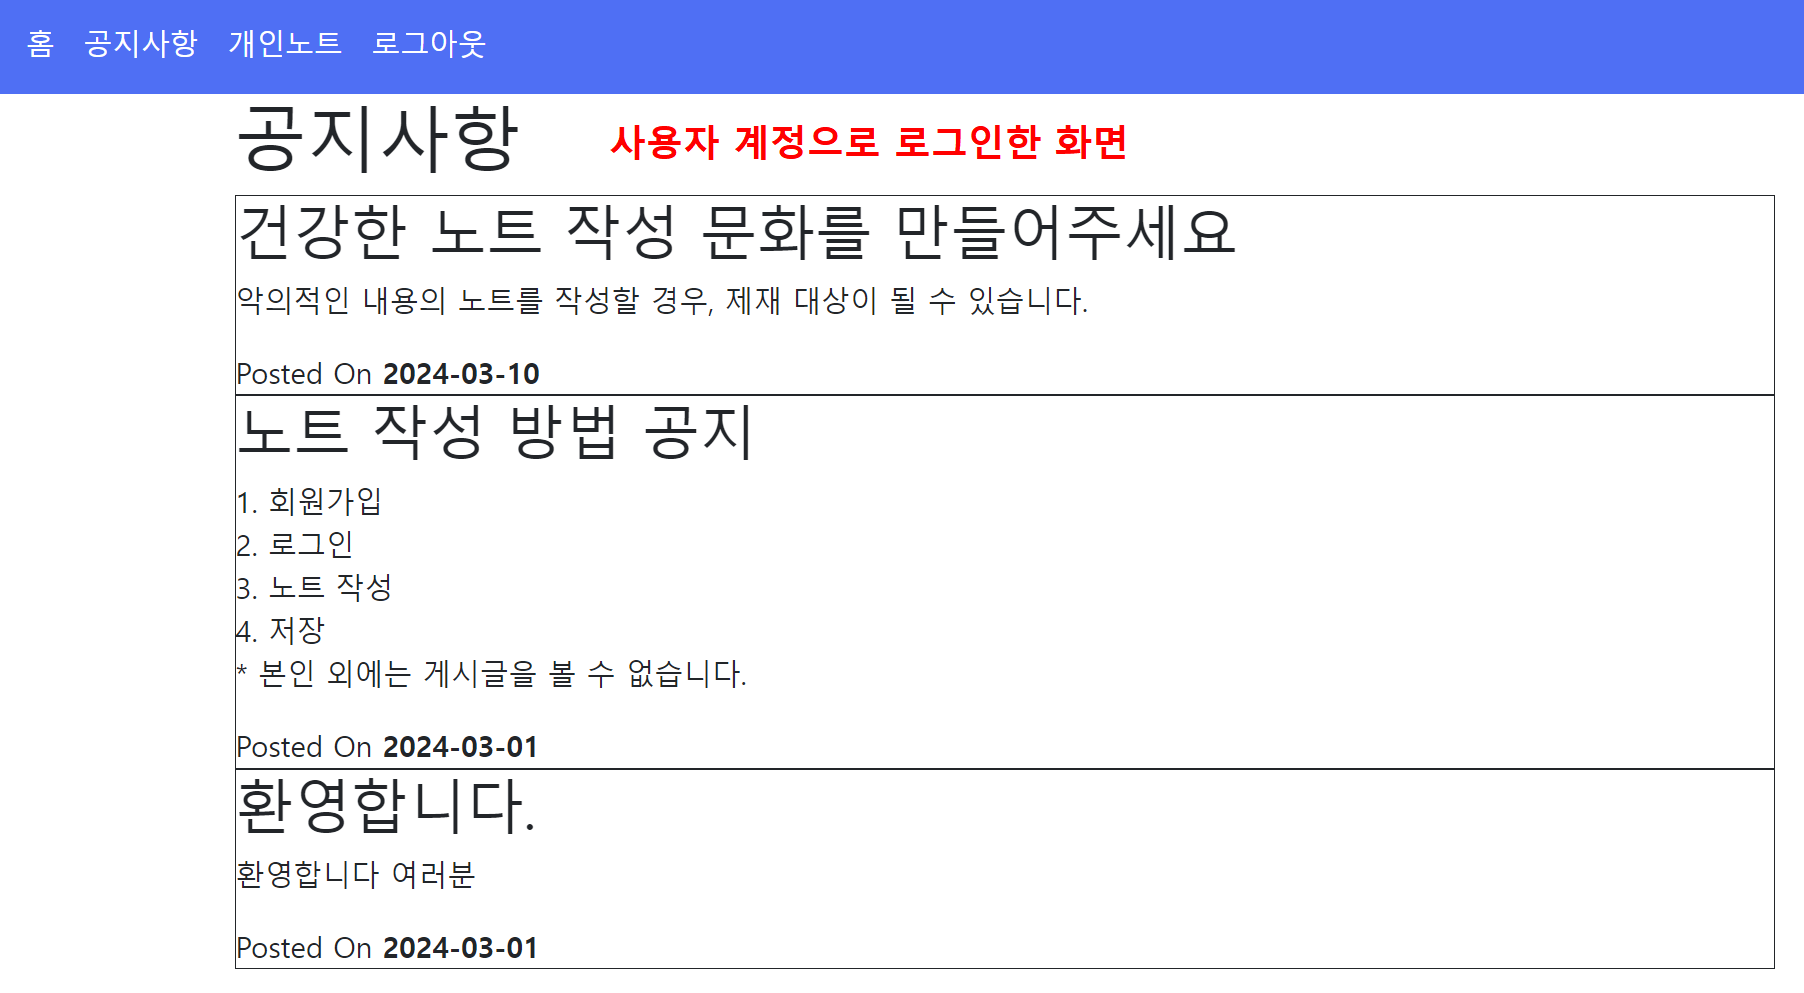 홈 공지사항 개인노트 로그아웃
공지사항
사용자 계정으로 로그인한 화면
건강한 노트 작성 문화를 만들어주세요
악의적인 내용의 노트를 작성할 경우, 제재 대상이 될 수 있습니다.
Posted On 2024-03-10
노트 작성 방법 공지
1. 회원가입
2. 로그인
3. 노트 작성
4. 저장
* 본인 외에는 게시글을 볼 수 없습니다.
Posted On 2024-03-01
환영합니다.
환영합니다 여러분
Posted On 2024-03-01